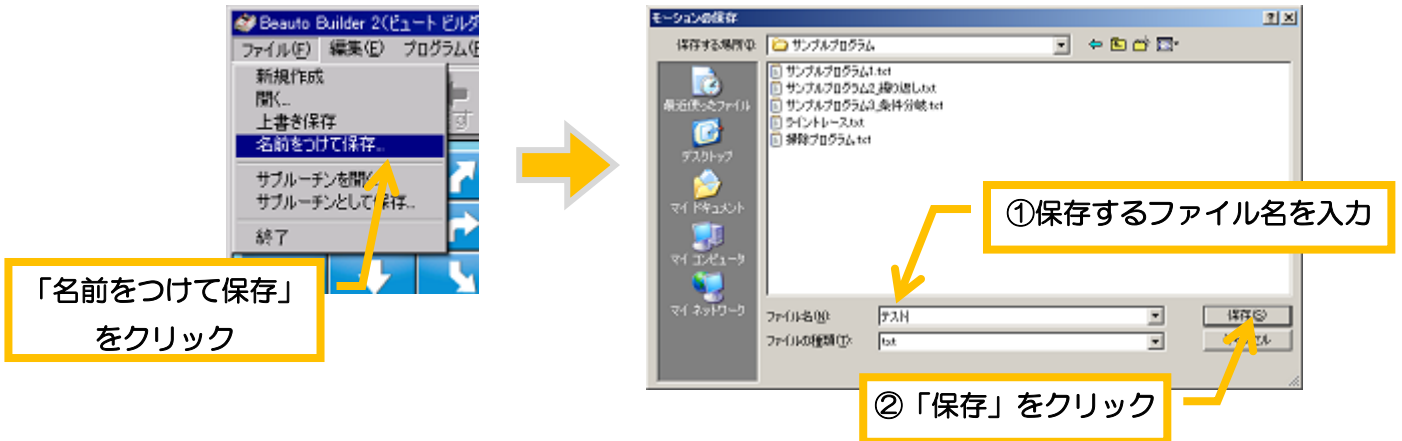 Beauto Builder 2(ビュート ビルダ
ファイル(F) 編集(E) プログラム(P
新規作成
開く...
上書き保存
名前をつけて保存...
サブルーチンを開く
サブルーチンとして保存...
終了
「名前をつけて保存」
をクリック
モーションの保存
保存する場所(I):
サンプルプログラム
サンプルプログラム1.txt
サンプルプログラム2_繰り返し.txt
サンプルプログラム3_条件分岐.txt
ライントレース.txt
掃除プログラム.txt
最近使ったファイル
デスクトップ
マイ ドキュメント
マイ コンピュータ
マイ ネットワーク
ファイル名(N):
テスト
保存(S)
ファイルの種類(T):
txt
①保存するファイル名を入力
②「保存」をクリック